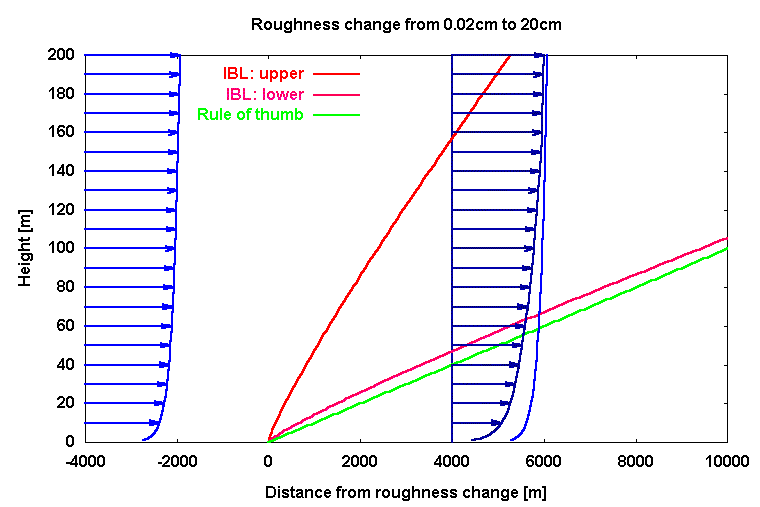 Roughness change from 0.02cm to 20cm
200
180
160
140
120
100
80
60
40
20
0
Height [m]
IBL: upper
IBL: lower
Rule of thumb
-4000 -2000 0 2000 4000 6000 8000 10000
Distance from roughness change [m]